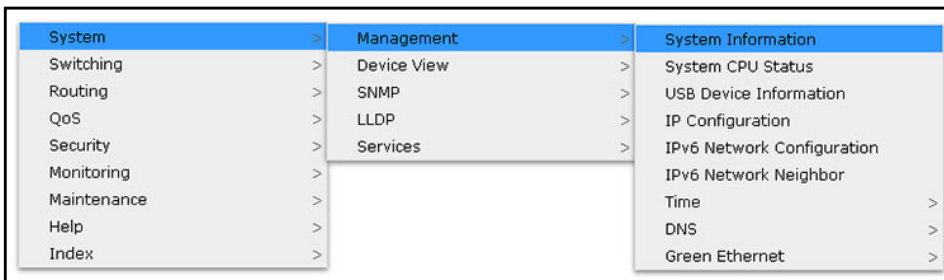 System >
Switching >
Routing >
QoS >
Security >
Monitoring >
Maintenance >
Help >
Index >
Management >
Device View >
SNMP >
LLDP >
Services >
System Information
System CPU Status
USB Device Information
IP Configuration
IPv6 Network Configuration
IPv6 Network Neighbor
Time >
DNS >
Green Ethernet >